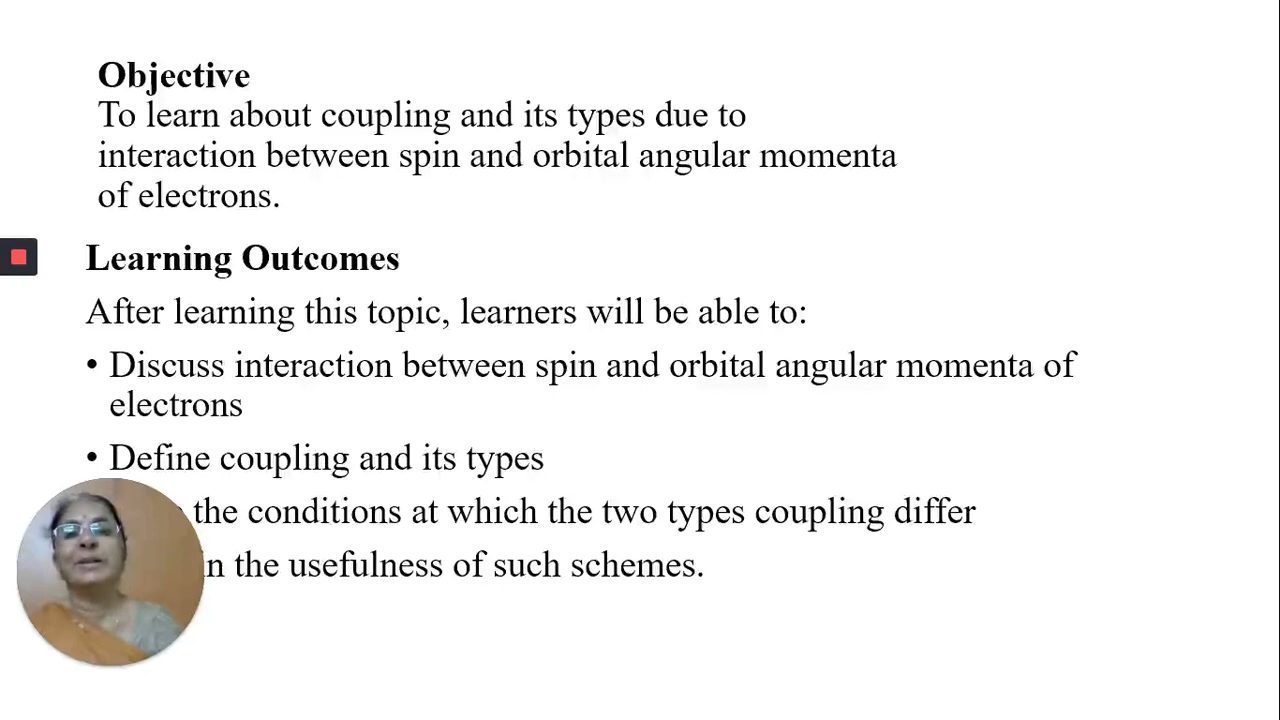 Objective
To learn about coupling and its types due to
interaction between spin and orbital angular momenta
of electrons.
Learning Outcomes
After learning this topic, learners will be able to:
• Discuss interaction between spin and orbital angular momenta of
electrons
• Define coupling and its types
the conditions at which the two types coupling differ
the usefulness of such schemes.